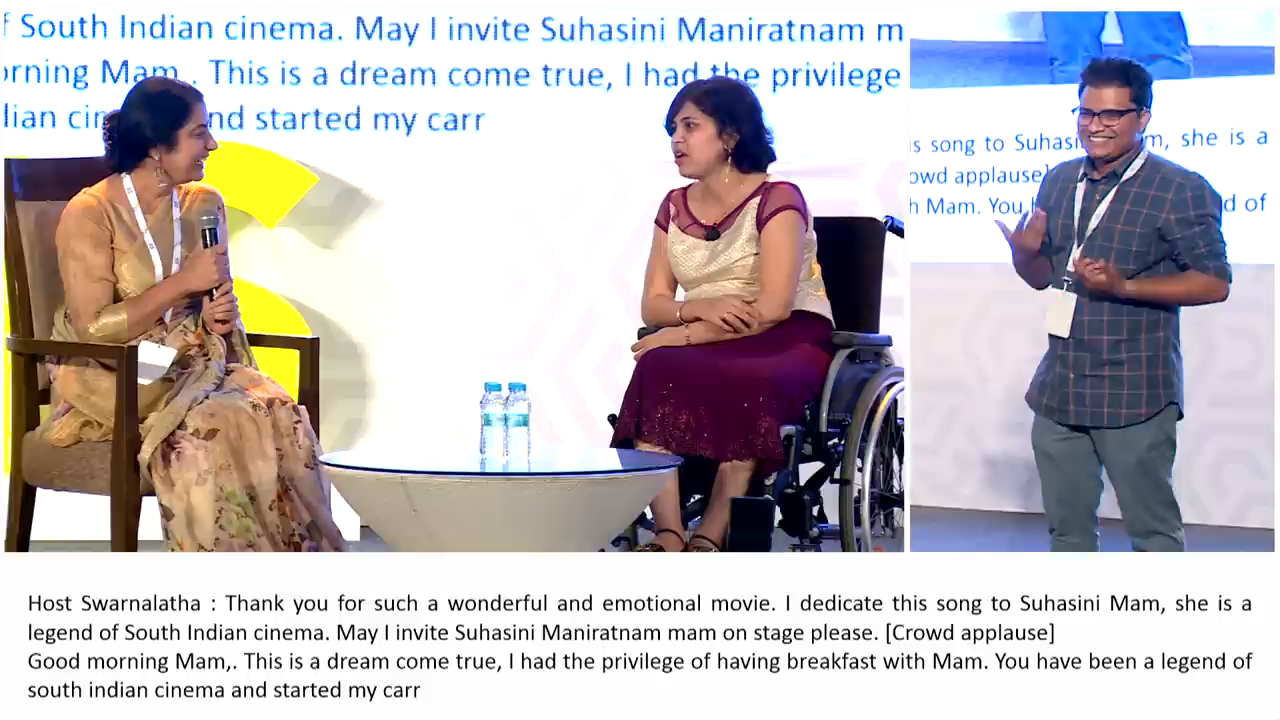 f South Indian cinema. May I invite Suhasini Maniratnam m
orning Mam,. This is a dream come true, I had the privilege
lian nd started my carr
is song to m, she is a
owd applause]
h Mam. You d of
Host Swarnalatha : Thank you for such a wonderful and emotional movie. I dedicate this song to Suhasini Mam, she is a
legend of South Indian cinema. May I invite Suhasini Maniratnam mam on stage please. [Crowd applause]
Good morning Mam,. This is a dream come true, I had the privilege of having breakfast with Mam. You have been a legend of
south indian cinema and started my carr